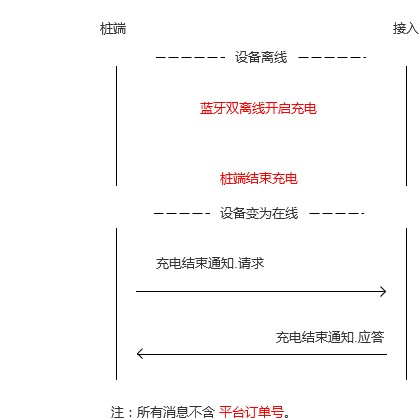 桩端 接入
设备离线
蓝牙双离线开启充电
桩端结束充电
设备变为在线
充电结束通知.请求
充电结束通知.应答
注：所有消息不含 平台订单号。